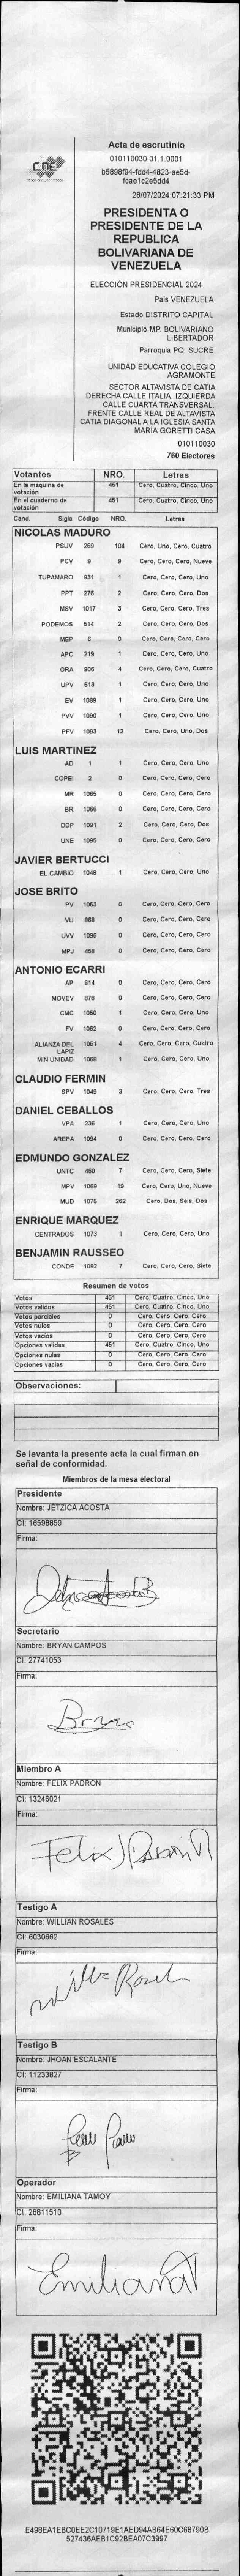 CNE
Acta de escrutinio
010110030.01.1.0001
b5898f94-fdd4-4823-ae5d-
fcae1c2e5dd4
28/07/2024 07:21:33 PM
PRESIDENTA O
PRESIDENTE DE LA
REPUBLICA
BOLIVARIANA DE
VENEZUELA
ELECCIÓN PRESIDENCIAL 2024
Pais VENEZUELA
Estado DISTRITO CAPITAL
Municipio MP. BOLIVARIANO
LIBERTADOR
Parroquia PQ. SUCRE
UNIDAD EDUCATIVA COLEGIO
AGRAMONTE
SECTOR ALTAVISTA DE CATIA
DERECHA CALLE ITALIA. IZQUIERDA
CALLE CUARTA TRANSVERSAL.
FRENTE CALLE REAL DE ALTAVISTA
CATIA DIAGONAL A LA IGLESIA SANTA
MARÍA GORETTI CASA
010110030
760 Electores
Votantes NRO. Letras
En la máquina de votación 451 Cero, Cuatro, Cinco, Uno
En el cuaderno de votación 451 Cero, Cuatro, Cinco, Uno
Cand. Sigla Código NRO. Letras
NICOLAS MADURO
PSUV 269 104 Cero, Uno, Cero, Cuatro
PCV 9 9 Cero, Cero, Cero, Nueve
TUPAMARO 931 1 Cero, Cero, Cero, Uno
PPT 276 2 Cero, Cero, Cero, Dos
MSV 1017 3 Cero, Cero, Cero, Tres
PODEMOS 514 2 Cero, Cero, Cero, Dos
MEP 6 0 Cero, Cero, Cero, Cero
APC 219 1 Cero, Cero, Cero, Uno
ORA 906 4 Cero, Cero, Cero, Cuatro
UPV 513 1 Cero, Cero, Cero, Uno
EV 1089 1 Cero, Cero, Cero, Uno
PVV 1090 1 Cero, Cero, Cero, Uno
PFV 1093 12 Cero, Cero, Uno, Dos
LUIS MARTINEZ
AD 1 1 Cero, Cero, Cero, Uno
COPEI 2 0 Cero, Cero, Cero, Cero
MR 1065 0 Cero, Cero, Cero, Cero
BR 1066 0 Cero, Cero, Cero, Cero
DDP 1091 2 Cero, Cero, Cero, Dos
UNE 1095 0 Cero, Cero, Cero, Cero
JAVIER BERTUCCI
EL CAMBIO 1048 1 Cero, Cero, Cero, Uno
JOSE BRITO
PV 1053 0 Cero, Cero, Cero, Cero
VU 868 0 Cero, Cero, Cero, Cero
UVV 1096 0 Cero, Cero, Cero, Cero
MPJ 458 0 Cero, Cero, Cero, Cero
ANTONIO ECARRI
AP 814 0 Cero, Cero, Cero, Cero
MOVEV 878 0 Cero, Cero, Cero, Cero
CMC 1050 1 Cero, Cero, Cero, Uno
FV 1052 0 Cero, Cero, Cero, Cero
ALIANZA DEL LAPIZ 1051 4 Cero, Cero, Cero, Cuatro
MIN UNIDAD 1068 1 Cero, Cero, Cero, Uno
CLAUDIO FERMIN
SPV 1049 3 Cero, Cero, Cero, Tres
DANIEL CEBALLOS
VPA 236 1 Cero, Cero, Cero, Uno
AREPA 1094 0 Cero, Cero, Cero, Cero
EDMUNDO GONZALEZ
UNTC 460 7 Cero, Cero, Cero, Siete
MPV 1069 19 Cero, Cero, Uno, Nueve
MUD 1075 262 Cero, Dos, Seis, Dos
ENRIQUE MARQUEZ
CENTRADOS 1073 1 Cero, Cero, Cero, Uno
BENJAMIN RAUSSEO
CONDE 1092 7 Cero, Cero, Cero, Siete
Resumen de votos
Votos 451 Cero, Cuatro, Cinco, Uno
Votos validos 451 Cero, Cuatro, Cinco, Uno
Votos parciales 0 Cero, Cero, Cero, Cero
Votos nulos 0 Cero, Cero, Cero, Cero
Votos vacios 0 Cero, Cero, Cero, Cero
Opciones validas 451 Cero, Cuatro, Cinco, Uno
Opciones nulas 0 Cero, Cero, Cero, Cero
Opciones vacias 0 Cero, Cero, Cero, Cero
Observaciones:
Se levanta la presente acta la cual firman en
señal de conformidad.
Miembros de la mesa electoral
Presidente
Nombre: JETZICA ACOSTA
CI: 16598859
Firma:
Secretario
Nombre: BRYAN CAMPOS
CI: 27741053
Firma:
Bryan
Miembro A
Nombre: FELIX PADRON
CI: 13246021
Firma:
Felix J Padron
Testigo A
Nombre: WILLIAN ROSALES
CI: 6030662
Firma:
Testigo B
Nombre: JHOAN ESCALANTE
CI: 11233827
Firma:
Operador
Nombre: EMILIANA TAMOY
CI: 26811510
Firma:
Emiliana T
E498EA1EBC0EE2C10719E1AED94AB64E60C68790B
527436AEB1C92BEA07C3997